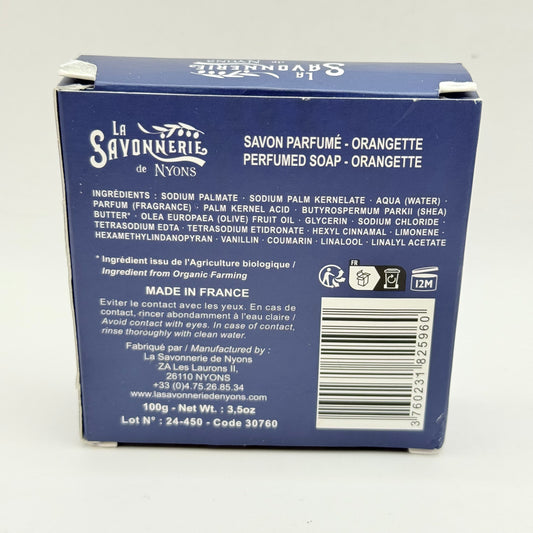 LA
SAVONNERIE
LA
SAVONNERIE
de NYONS
SAVON PARFUMÉ - ORANGETTE
PERFUMED SOAP - ORANGETTE
INGRÉDIENTS : SODIUM PALMATE · SODIUM PALM KERNELATE · AQUA (WATER) ·
PARFUM (FRAGRANCE) · PALM KERNEL ACID · BUTYROSPERMUM PARKII (SHEA)
BUTTER* · OLEA EUROPAEA (OLIVE) FRUIT OIL · GLYCERIN · SODIUM CHLORIDE ·
TETRASODIUM EDTA · TETRASODIUM ETIDRONATE · HEXYL CINNAMAL · LIMONENE ·
HEXAMETHYLINDANOPYRAN · VANILLIN · COUMARIN · LINALOOL · LINALYL ACETATE
* Ingrédient issu de l'Agriculture biologique /
Ingredient from Organic Farming
FR
12M
MADE IN FRANCE
Eviter le contact avec les yeux. En cas de
contact, rincer abondamment à l'eau claire /
Avoid contact with eyes. In case of contact,
rinse thoroughly with clean water.
Fabriqué par / Manufactured by :
La Savonnerie de Nyons
ZA Les Laurons II,
26110 NYONS
+33 (0)4.75.26.85.34
www.lasavonneriedenyons.com
100g - Net Wt. : 3,5oz
Lot N° : 24-450 - Code 30760
3 760231 825960